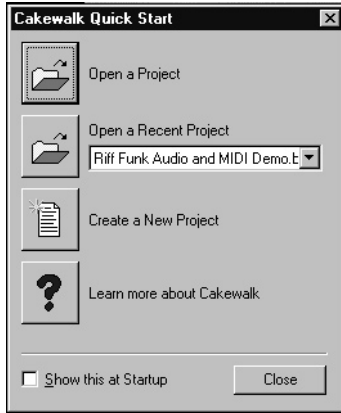 Cakewalk Quick Start
Open a Project
Open a Recent Project
Riff Funk Audio and MIDI Demo.b
Create a New Project
?
Learn more about Cakewalk
Show this at Startup
Close